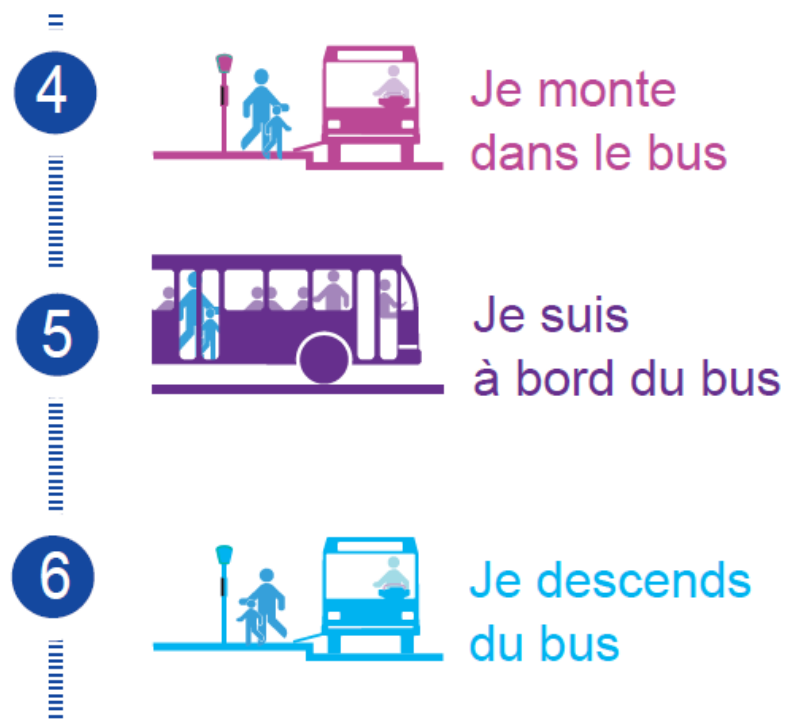 4
Je monte
dans le bus
5
Je suis
à bord du bus
6
Je descends
du bus